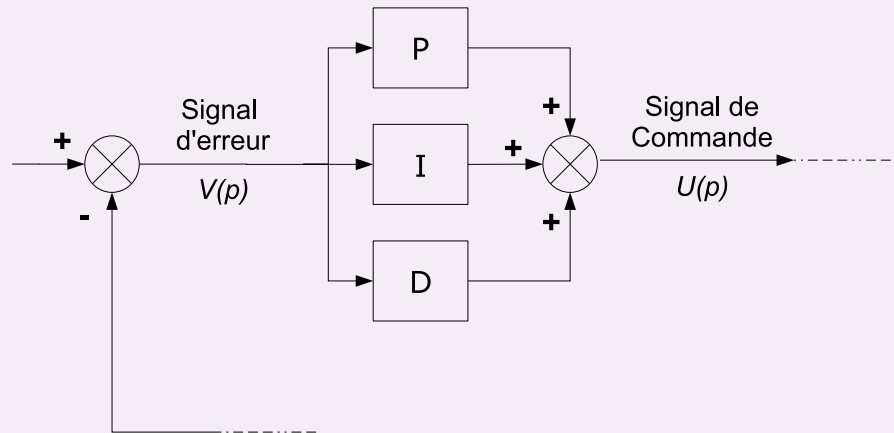 P
+
Signal
d'erreur
Signal de
Commande
+
+
I
V(p)
U(p)
-
+
D